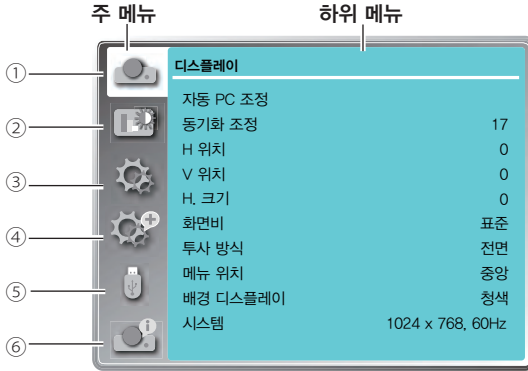 주 메뉴 하위 메뉴
① 디스플레이
자동 PC 조정
② 동기화 조정 17
H 위치 0
③ V 위치 0
H. 크기 0
④ 화면비 표준
투사 방식 전면
메뉴 위치 중앙
⑤ 배경 디스플레이 청색
시스템 1024 x 768, 60Hz
⑥